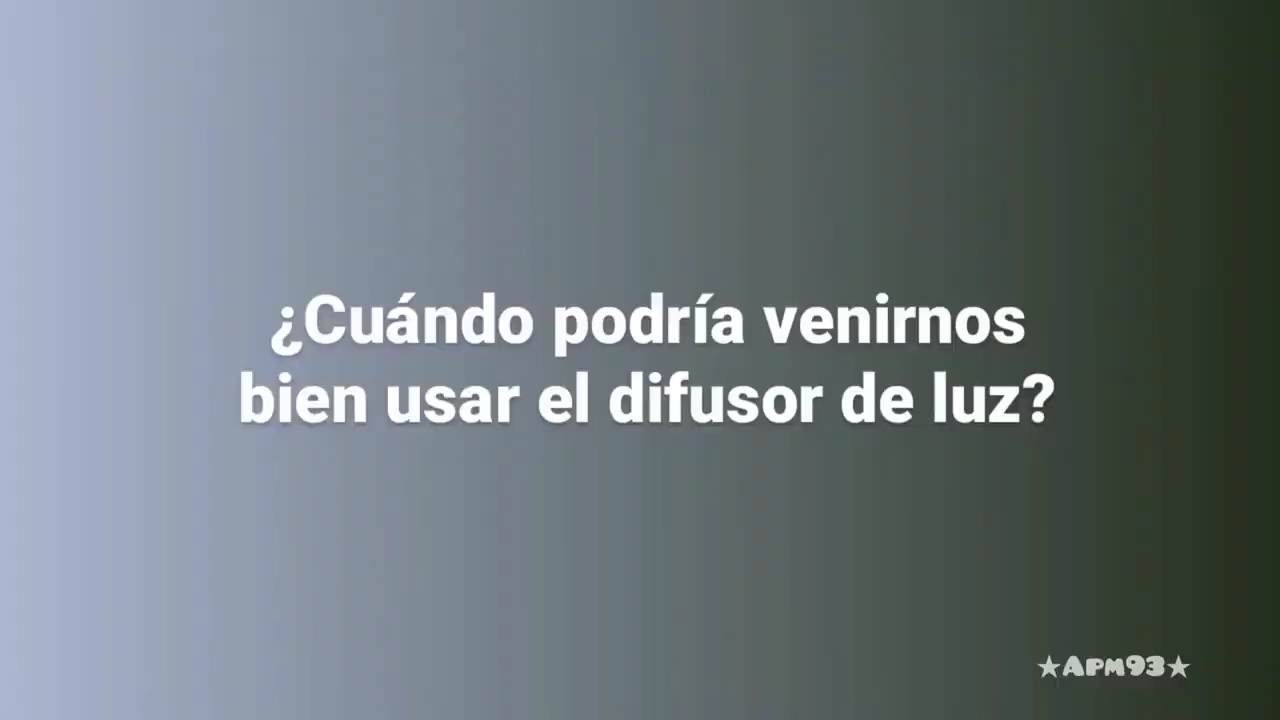 ¿Cuándo podría venirnos
bien usar el difusor de luz?
★Apm93★